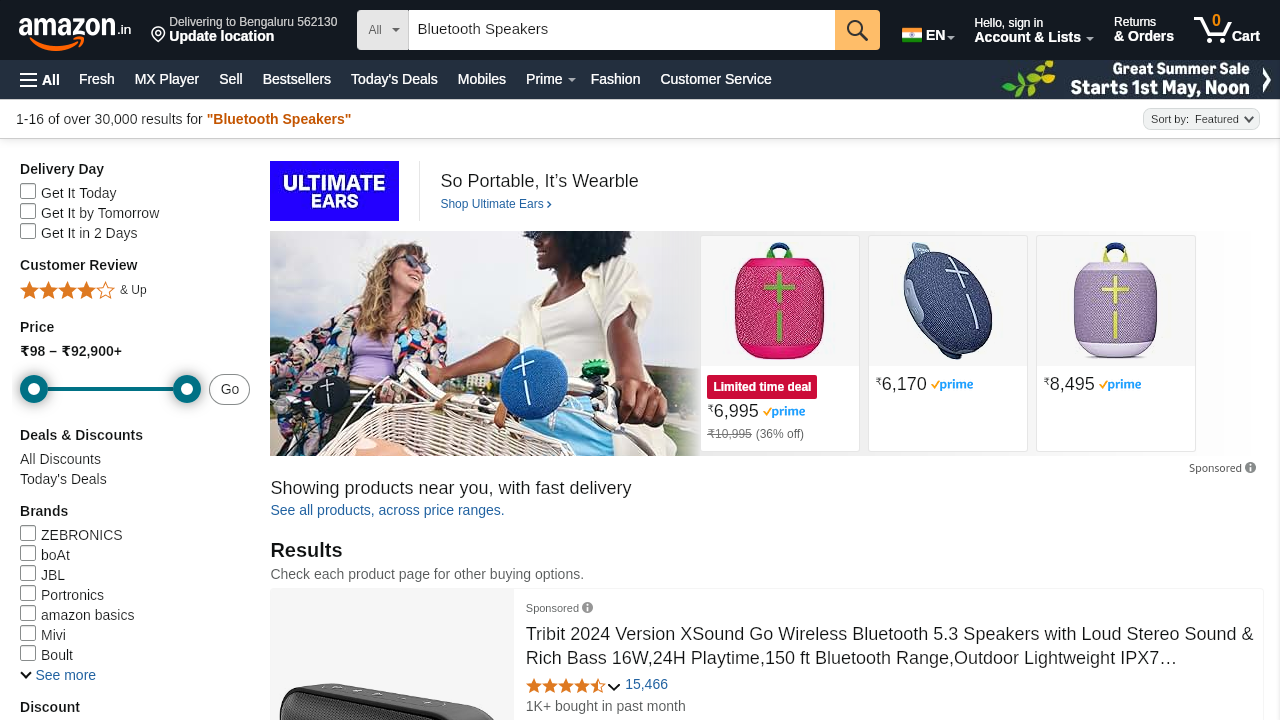 amazon.in
Delivering to Bengaluru 562130
Update location
All
Bluetooth Speakers
EN
Hello, sign in
Account & Lists
Returns
& Orders
0
Cart
All
Fresh
MX Player
Sell
Bestsellers
Today's Deals
Mobiles
Prime
Fashion
Customer Service
Great Summer Sale
Starts 1st May, Noon
1-16 of over 30,000 results for "Bluetooth Speakers"
Sort by: Featured
Delivery Day
Get It Today
Get It by Tomorrow
Get It in 2 Days
Customer Review
& Up
Price
₹98 – ₹92,900+
Go
Deals & Discounts
All Discounts
Today's Deals
Brands
ZEBRONICS
boAt
JBL
Portronics
amazon basics
Mivi
Boult
See more
Discount
ULTIMATE
EARS
So Portable, It’s Wearble
Shop Ultimate Ears
Limited time deal
₹6,995 prime
₹10,995 (36% off)
₹6,170 prime
₹8,495 prime
Sponsored
Showing products near you, with fast delivery
See all products, across price ranges.
Results
Check each product page for other buying options.
Sponsored
Tribit 2024 Version XSound Go Wireless Bluetooth 5.3 Speakers with Loud Stereo Sound &
Rich Bass 16W,24H Playtime,150 ft Bluetooth Range,Outdoor Lightweight IPX7…
15,466
1K+ bought in past month